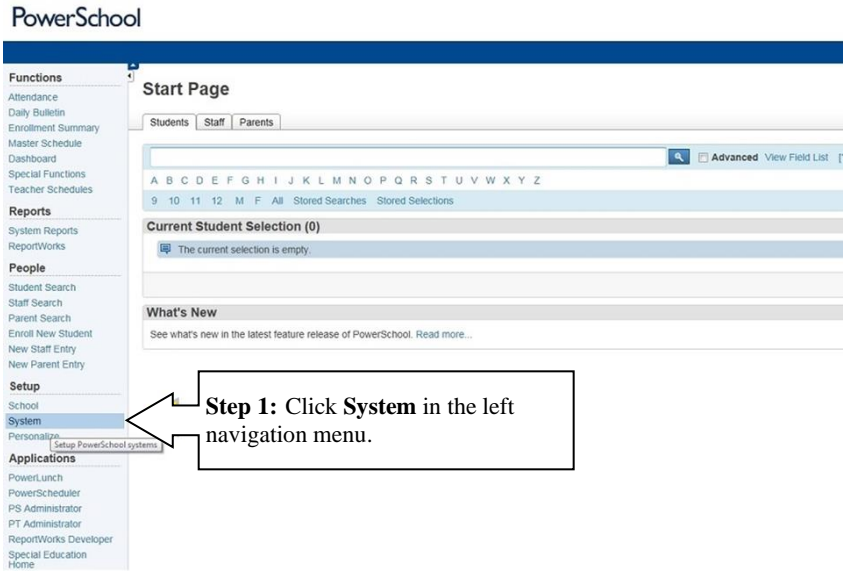 PowerSchool
Functions
Attendance
Daily Bulletin
Enrollment Summary
Master Schedule
Dashboard
Special Functions
Teacher Schedules
Reports
System Reports
ReportWorks
People
Student Search
Staff Search
Parent Search
Enroll New Student
New Staff Entry
New Parent Entry
Setup
School
System
Personalize
Setup PowerSchool systems
Applications
PowerLunch
PowerScheduler
PS Administrator
PT Administrator
ReportWorks Developer
Special Education
Home
Start Page
Students Staff Parents
Advanced View Field List
A B C D E F G H I J K L M N O P Q R S T U V W X Y Z
9 10 11 12 M F All Stored Searches Stored Selections
Current Student Selection (0)
The current selection is empty.
What's New
See what's new in the latest feature release of PowerSchool. Read more...
Step 1: Click System in the left
navigation menu.